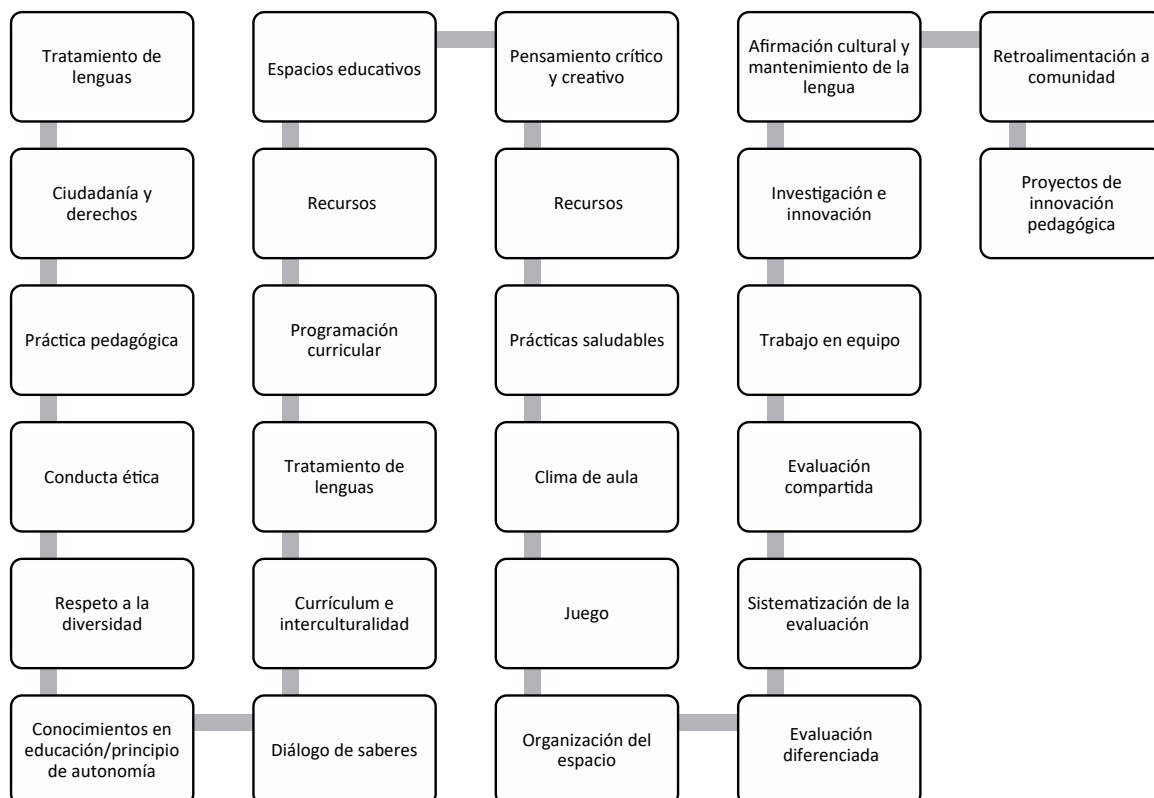 Tratamiento de
lenguas
Ciudadanía y
derechos
Práctica pedagógica
Conducta ética
Respeto a la
diversidad
Conocimientos en
educación/principio
de autonomía
Diálogo de saberes
Currículum e
interculturalidad
Tratamiento de
lenguas
Programación
curricular
Recursos
Espacios educativos
Pensamiento crítico
y creativo
Recursos
Prácticas saludables
Clima de aula
Juego
Organización del
espacio
Evaluación
diferenciada
Sistematización de la
evaluación
Evaluación
compartida
Trabajo en equipo
Investigación e
innovación
Afirmación cultural y
mantenimiento de la
lengua
Retroalimentación a
comunidad
Proyectos de
innovación
pedagógica